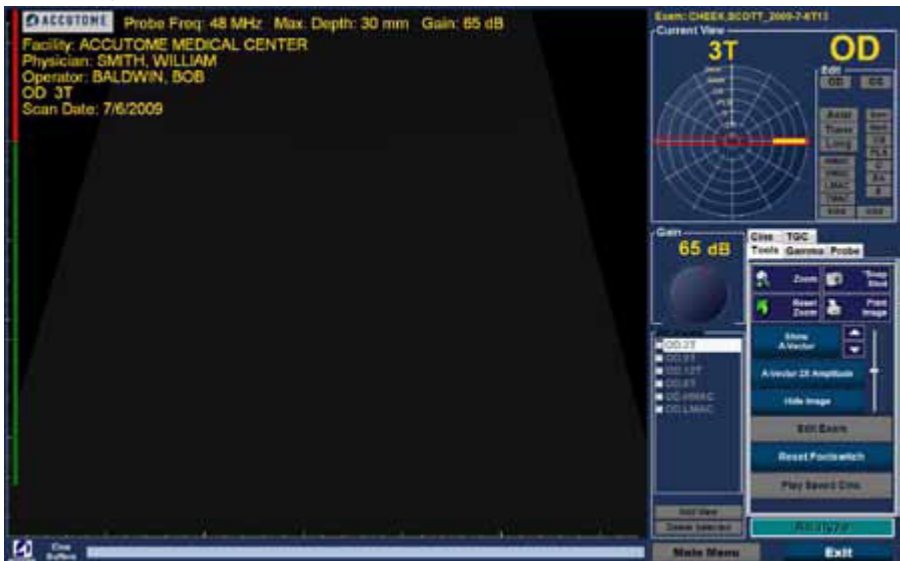 ACCUTOME Probe Freq: 48 MHz Max. Depth: 30 mm Gain: 65 dB
Facility: ACCUTOME MEDICAL CENTER
Physician: SMITH, WILLIAM
Operator: BALDWIN, BOB
OD 3T
Scan Date: 7/6/2009
Exam: CHEEK,SCOTT_2009-7-6T13
Current View
3T
OD
Edit
OD
OS
Axial
Trans
Long
Gain
65 dB
Cine TGC
Tools Gamma Probe
Zoom
Snap
Reset Zoom
Print Image
Show
A-Vector
A-Vector 2X Amplitude
Hide Image
Edit Exam
Reset Footswitch
Play Saved Cine
OD:3T
OD:9T
OD:12T
OD:6T
OD:HMAC
OD:LMAC
Add View
Delete Selected
Analyze
Cine
Buffers
Main Menu
Exit